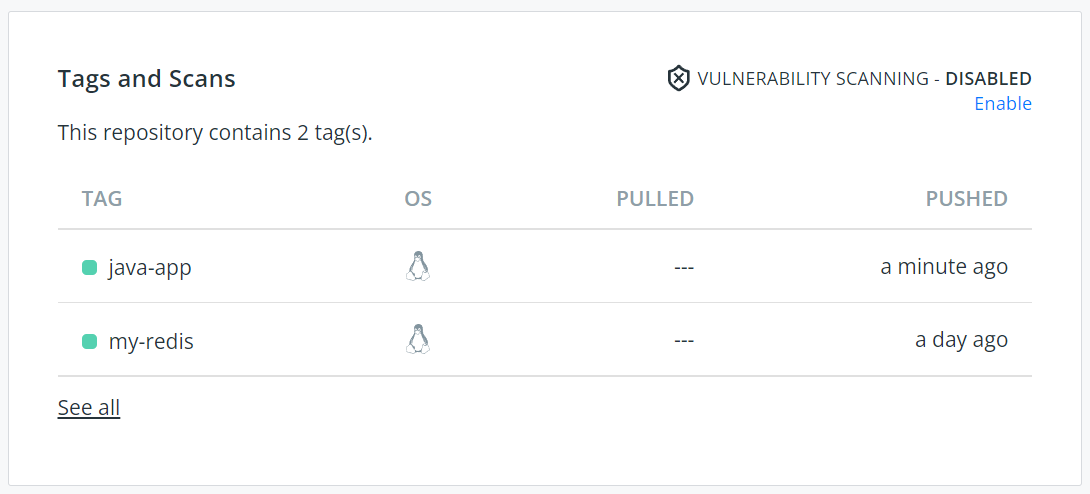 Tags and Scans
VULNERABILITY SCANNING - DISABLED
Enable
This repository contains 2 tag(s).
TAG OS PULLED PUSHED
java-app --- a minute ago
my-redis --- a day ago
See all